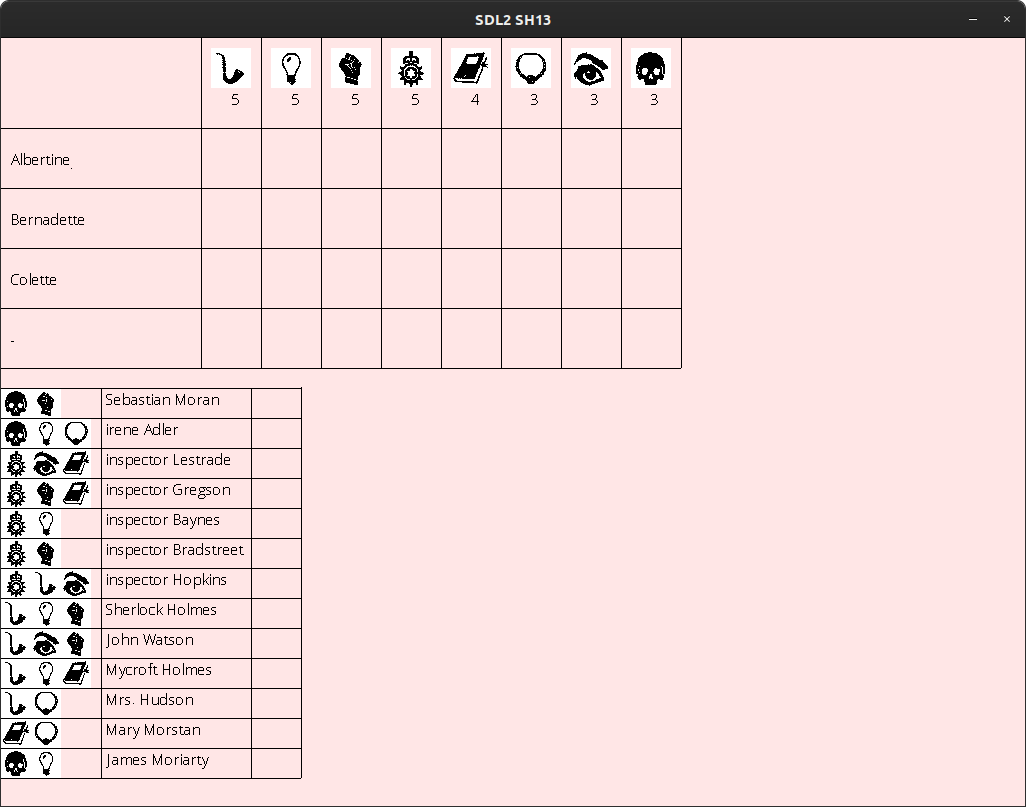 SDL2 SH13
5 5 5 5 4 3 3 3
Albertine
Bernadette
Colette
-
Sebastian Moran
irene Adler
inspector Lestrade
inspector Gregson
inspector Baynes
inspector Bradstreet
inspector Hopkins
Sherlock Holmes
John Watson
Mycroft Holmes
Mrs. Hudson
Mary Morstan
James Moriarty